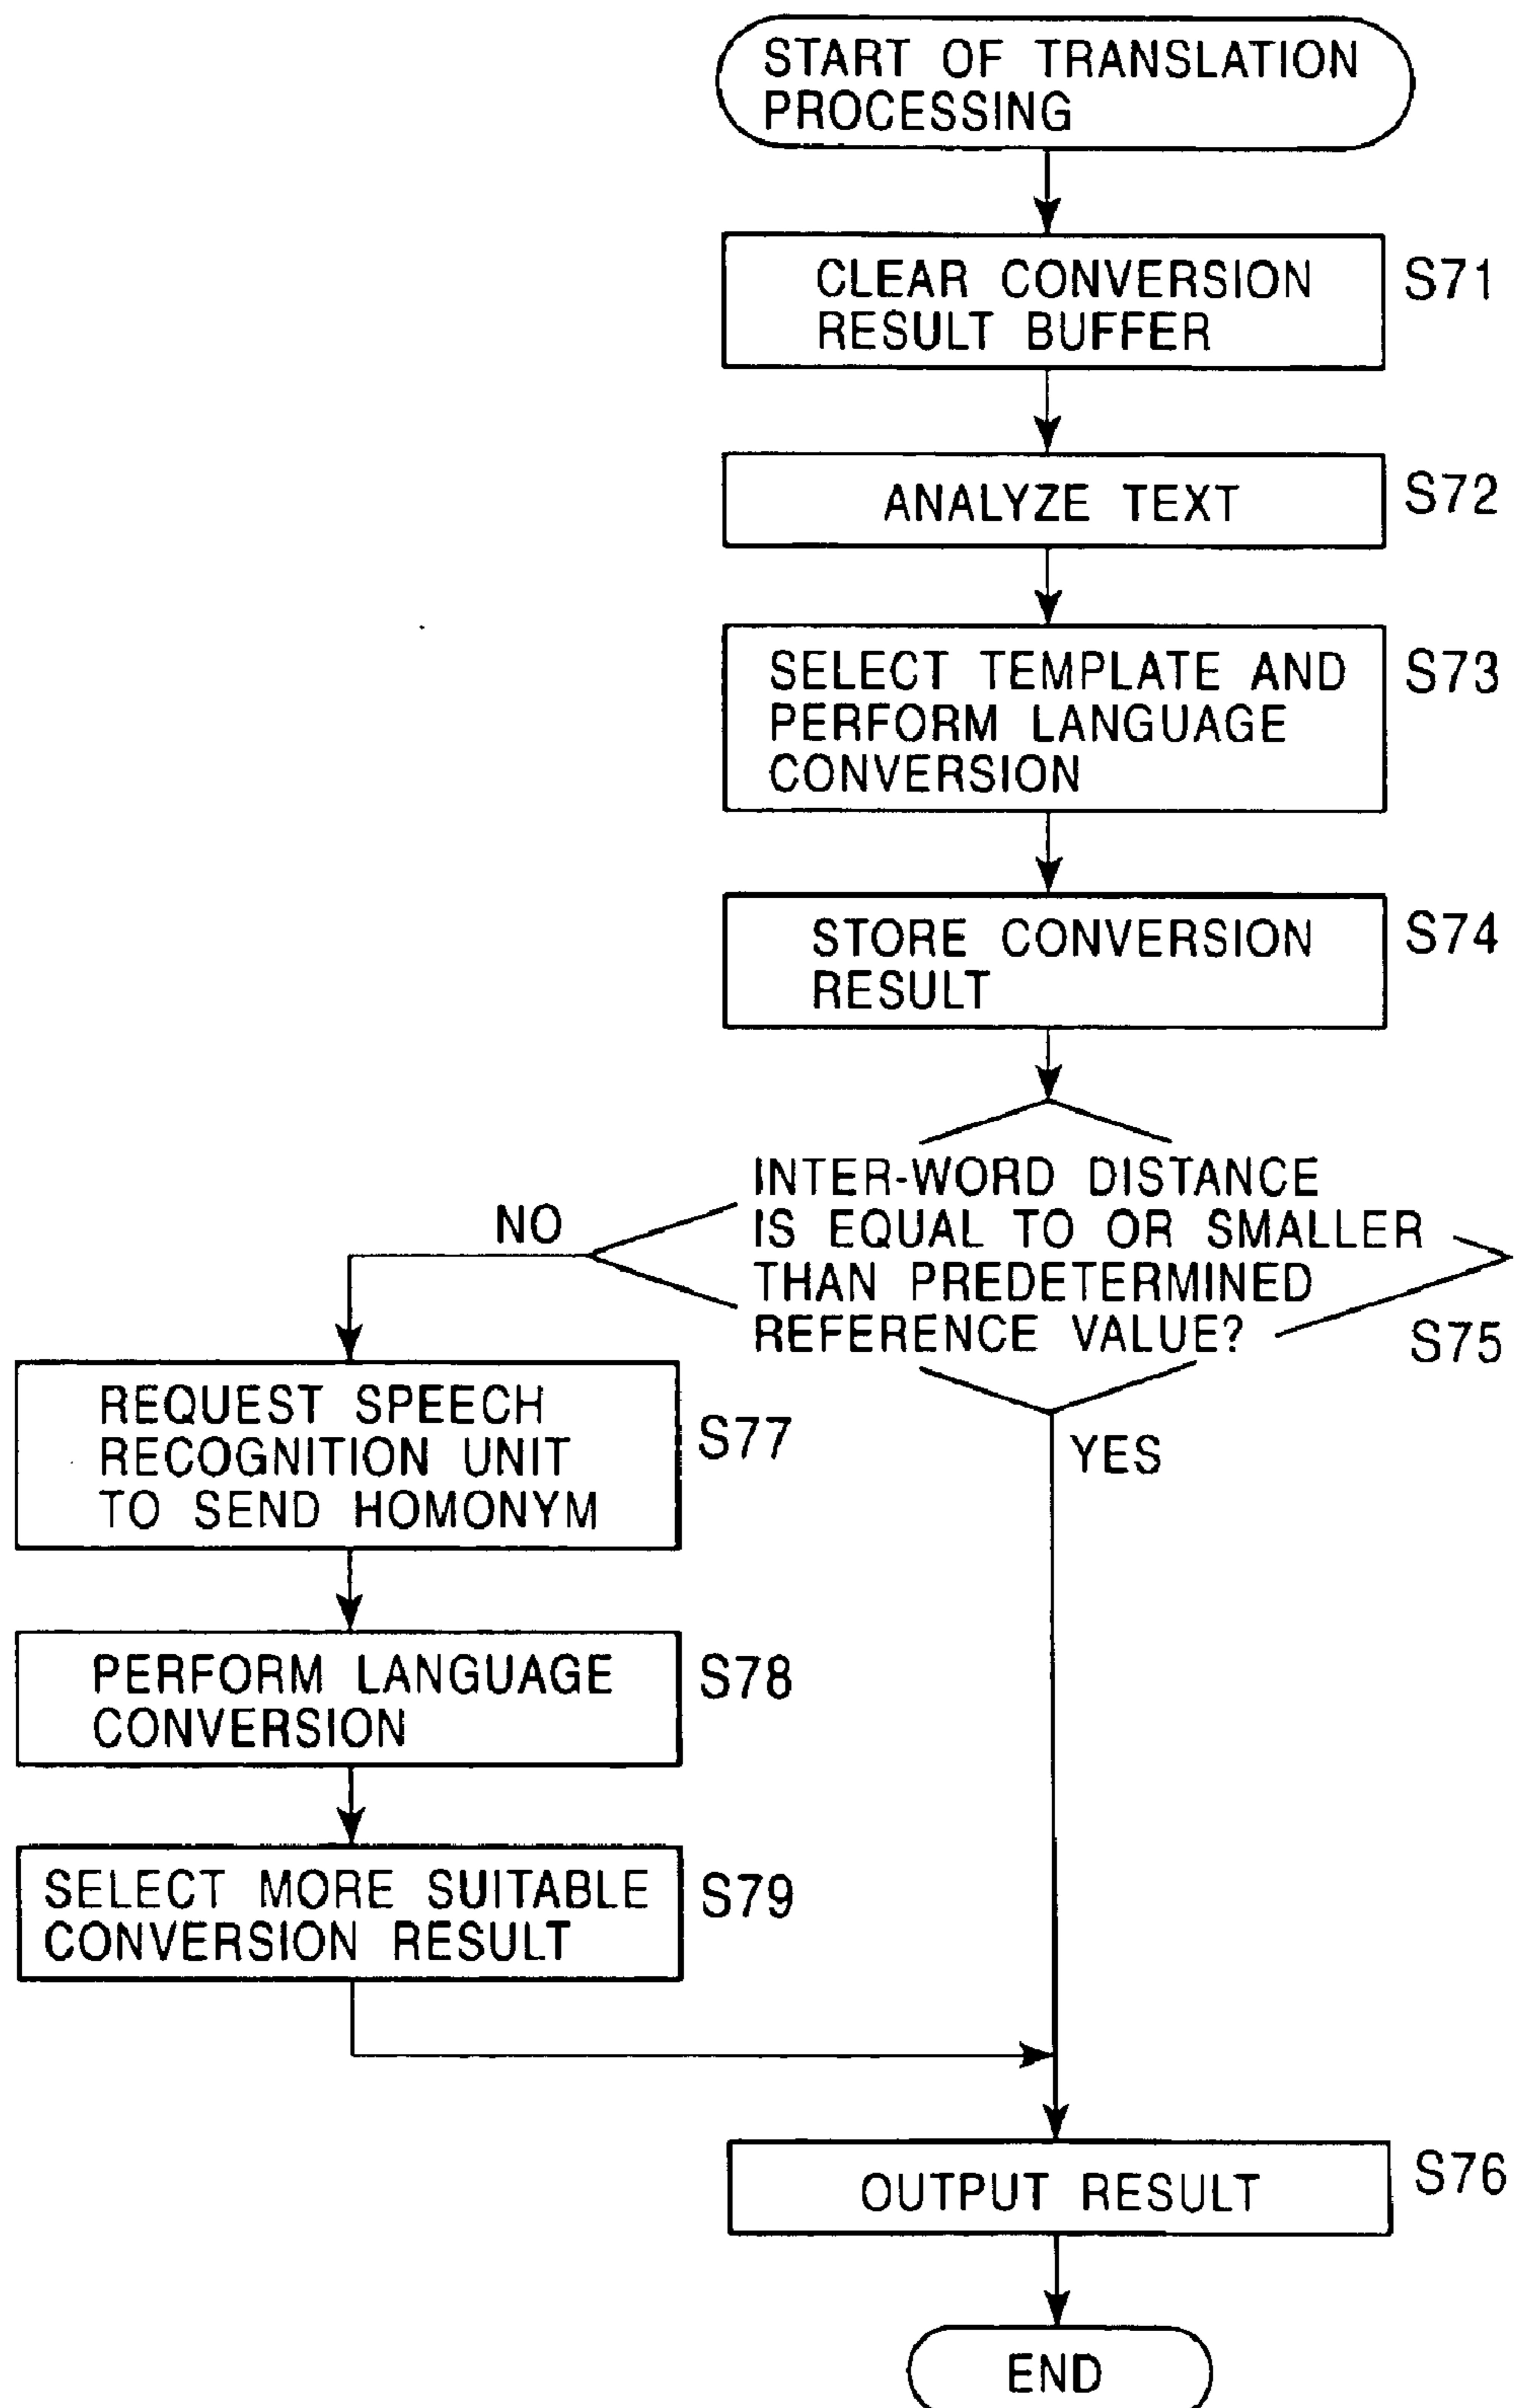 START OF TRANSLATION
PROCESSING
CLEAR CONVERSION
RESULT BUFFER
S71
ANALYZE TEXT
S72
SELECT TEMPLATE AND
PERFORM LANGUAGE
CONVERSION
S73
STORE CONVERSION
RESULT
S74
INTER-WORD DISTANCE
IS EQUAL TO OR SMALLER
THAN PREDETERMINED
REFERENCE VALUE?
S75
NO
YES
REQUEST SPEECH
RECOGNITION UNIT
TO SEND HOMONYM
S77
PERFORM LANGUAGE
CONVERSION
S78
SELECT MORE SUITABLE
CONVERSION RESULT
S79
OUTPUT RESULT
S76
END